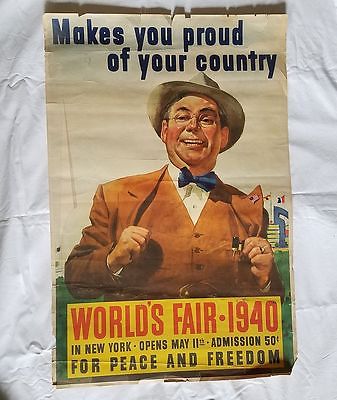 Makes you proud
of your country
WORLD'S FAIR · 1940
IN NEW YORK · OPENS MAY 11th · ADMISSION 50¢
FOR PEACE AND FREEDOM